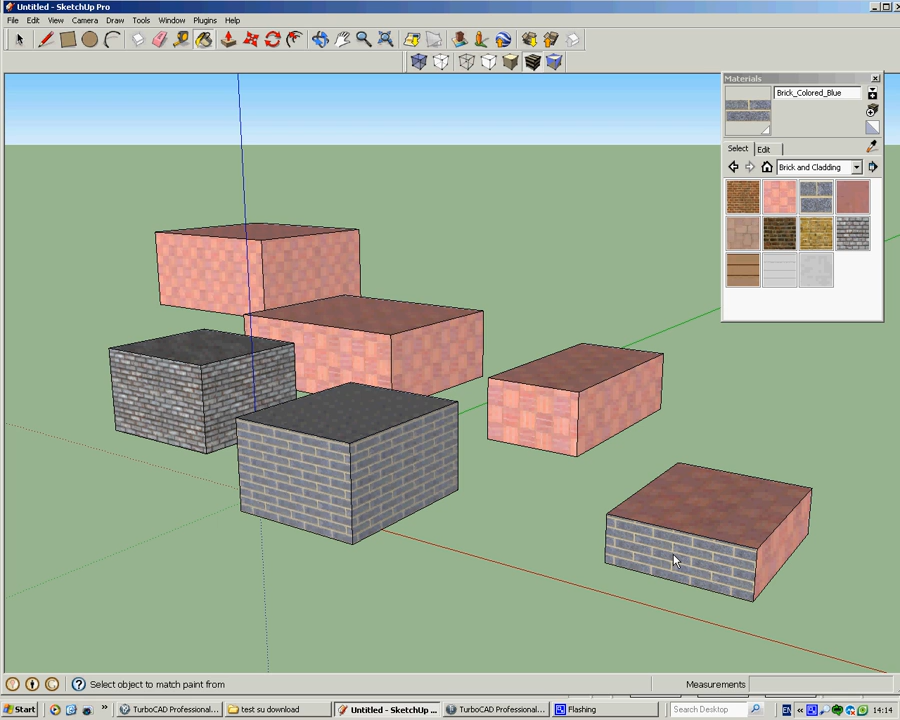 Untitled - SketchUp Pro
File Edit View Camera Draw Tools Window Plugins Help
Materials
Brick_Colored_Blue
Select Edit
Brick and Cladding
Select object to match paint from
Measurements
Start
TurboCAD Professional...
test su download
Untitled - SketchUp ...
TurboCAD Professional...
Flashing
Search Desktop
EN
14:14